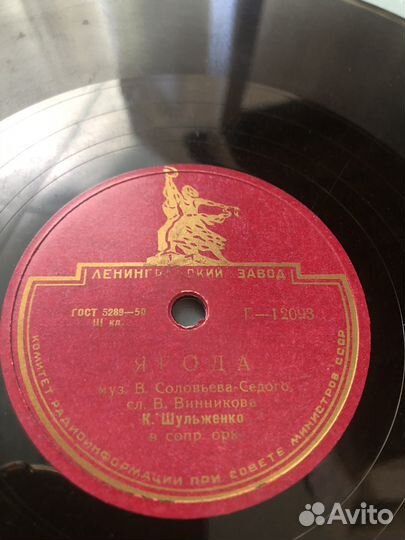 ЛЕНИНГРАДСКИЙ ЗАВОД
ГОСТ 5289—50
III кл.
Г—12093
ЯГОДА
муз. В. Соловьева-Седого
сл. В. Винникова
К. Шульженко
в сопр. орк.
КОМИТЕТ РАДИОИНФОРМАЦИИ ПРИ СОВЕТЕ МИНИСТРОВ СССР
Avito